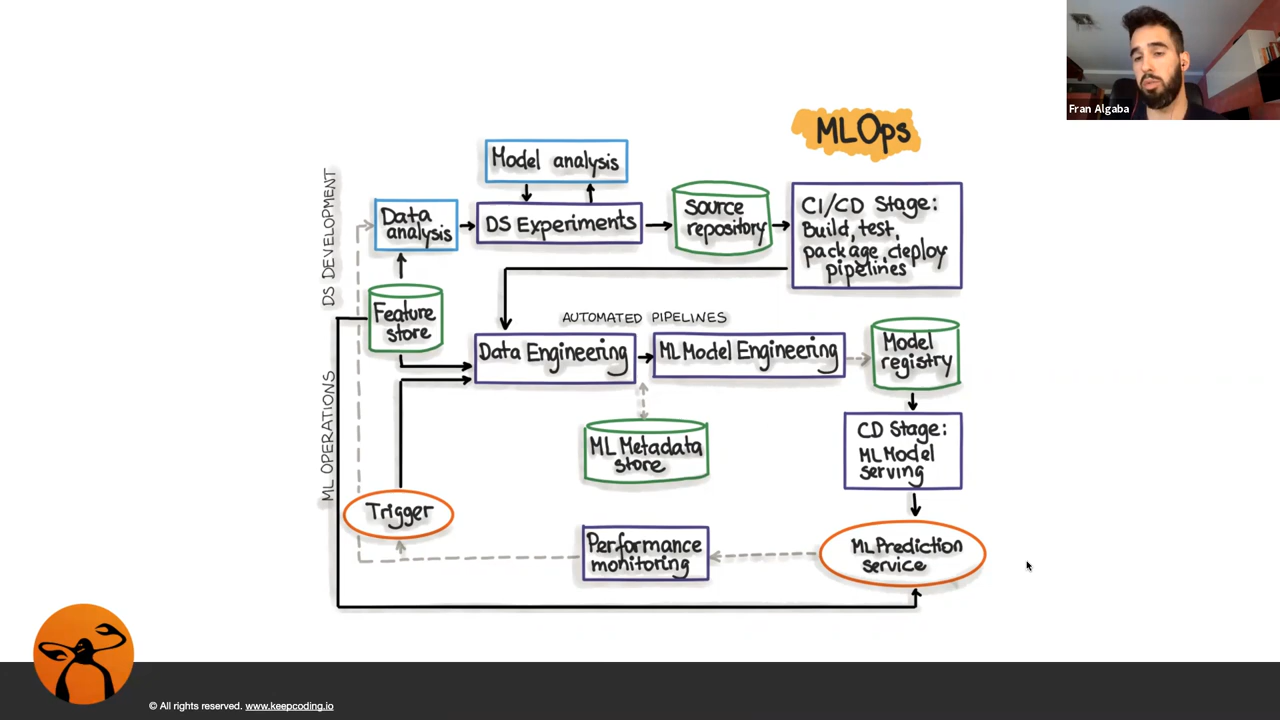 Fran Algaba
MLOps
Model analysis
DS DEVELOPMENT
Data
analysis
DS Experiments
Source
repository
CI/CD Stage:
Build, test,
package, deploy
pipelines
Feature
store
AUTOMATED PIPELINES
Data Engineering
ML Model Engineering
Model
registry
ML OPERATIONS
ML Metadata
store
CD Stage:
ML Model
serving
Trigger
Performance
monitoring
ML Prediction
service
© All rights reserved. www.keepcoding.io